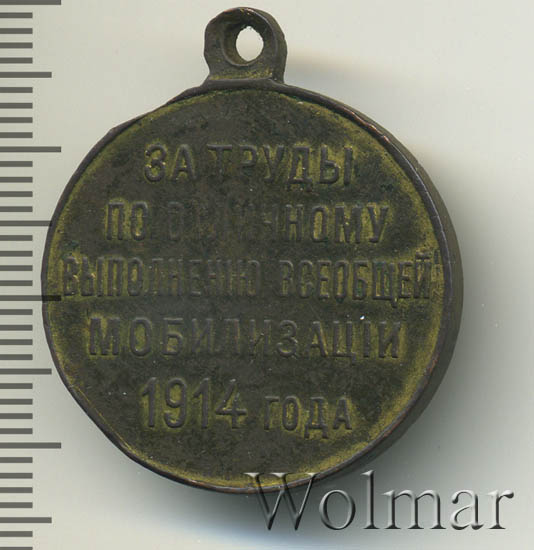 ЗА ТРУДЫ
ПО ОТЛИЧНОМУ
ВЫПОЛНЕНІЮ ВСЕОБЩЕЙ
МОБИЛИЗАЦІИ
1914 ГОДА
Wolmar